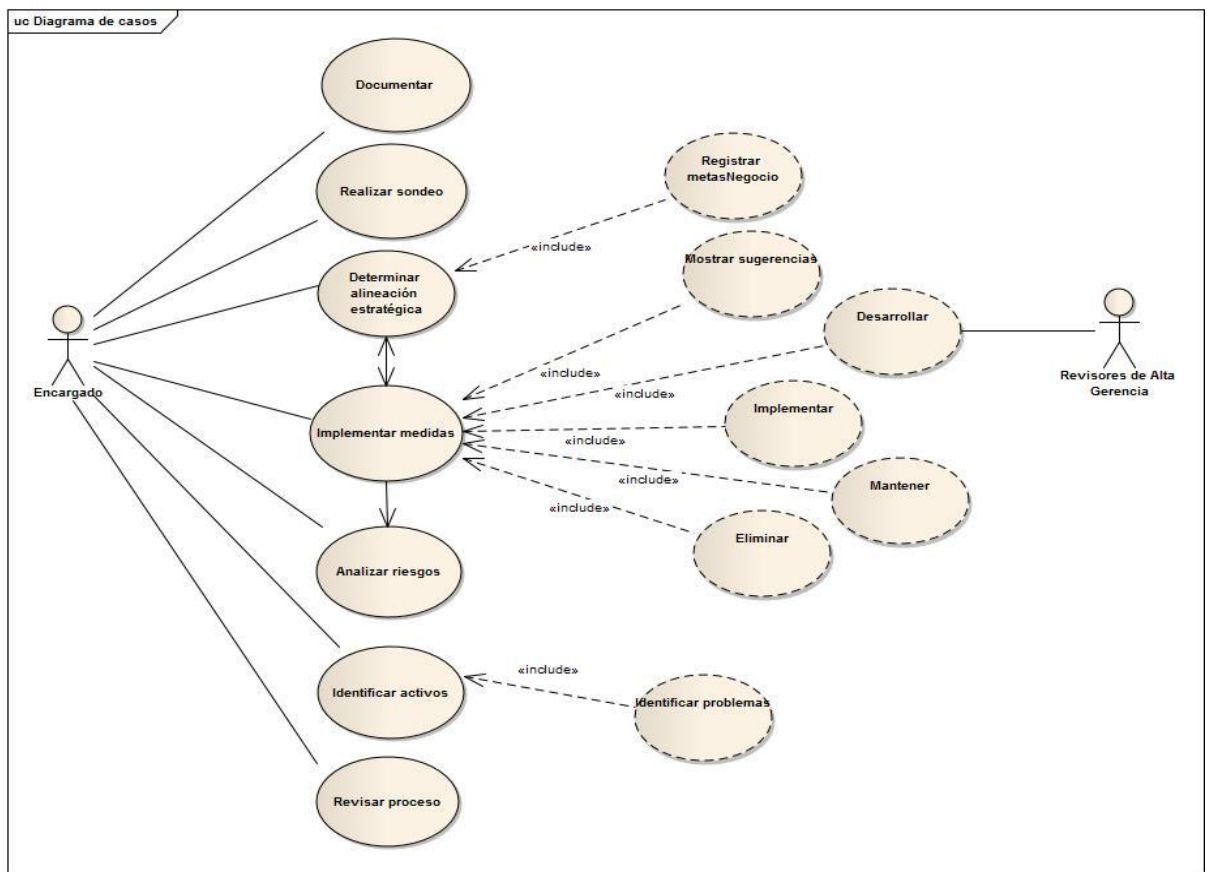 uc Diagrama de casos
Documentar
Registrar
metasNegocio
Realizar sondeo
«include»
Mostrar sugerencias
Determinar
alineación
estratégica
Desarrollar
Encargado
Revisores de Alta
Gerencia
«include»
«include»
Implementar
Implementar medidas
«include»
«include»
Mantener
«include»
Eliminar
Analizar riesgos
«include»
Identificar activos
Identificar problemas
Revisar proceso